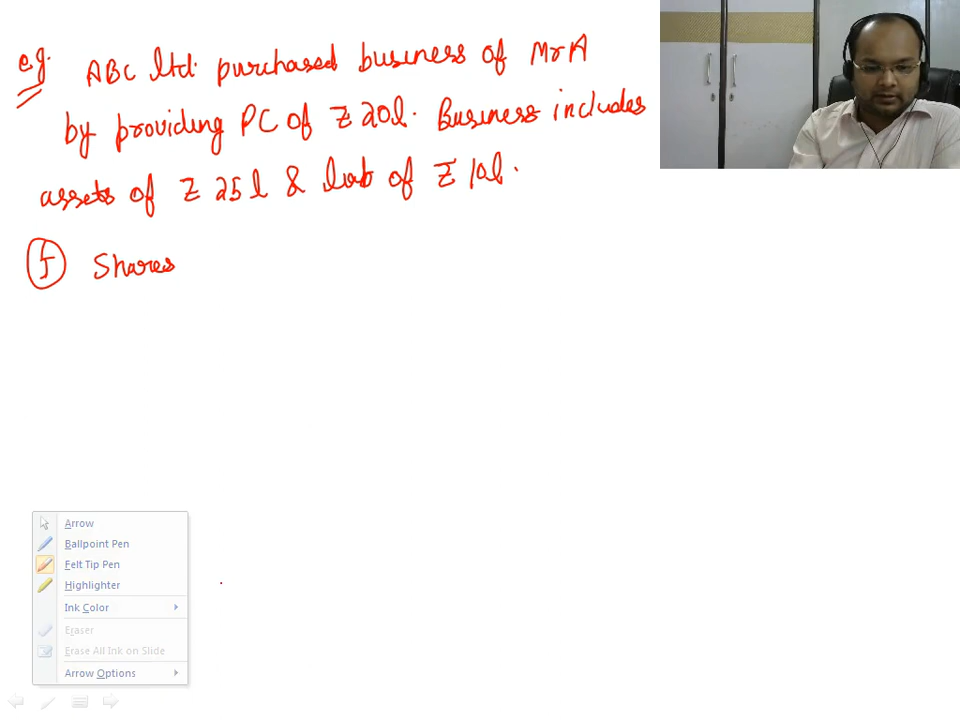 e.g. ABC Ltd. purchased business of Mr A
by providing PC of ₹ 20l. Business includes
assets of ₹ 25 l & liab of ₹ 10l.
5 Shares
Arrow
Ballpoint Pen
Felt Tip Pen
Highlighter
Ink Color
Eraser
Erase All Ink on Slide
Arrow Options